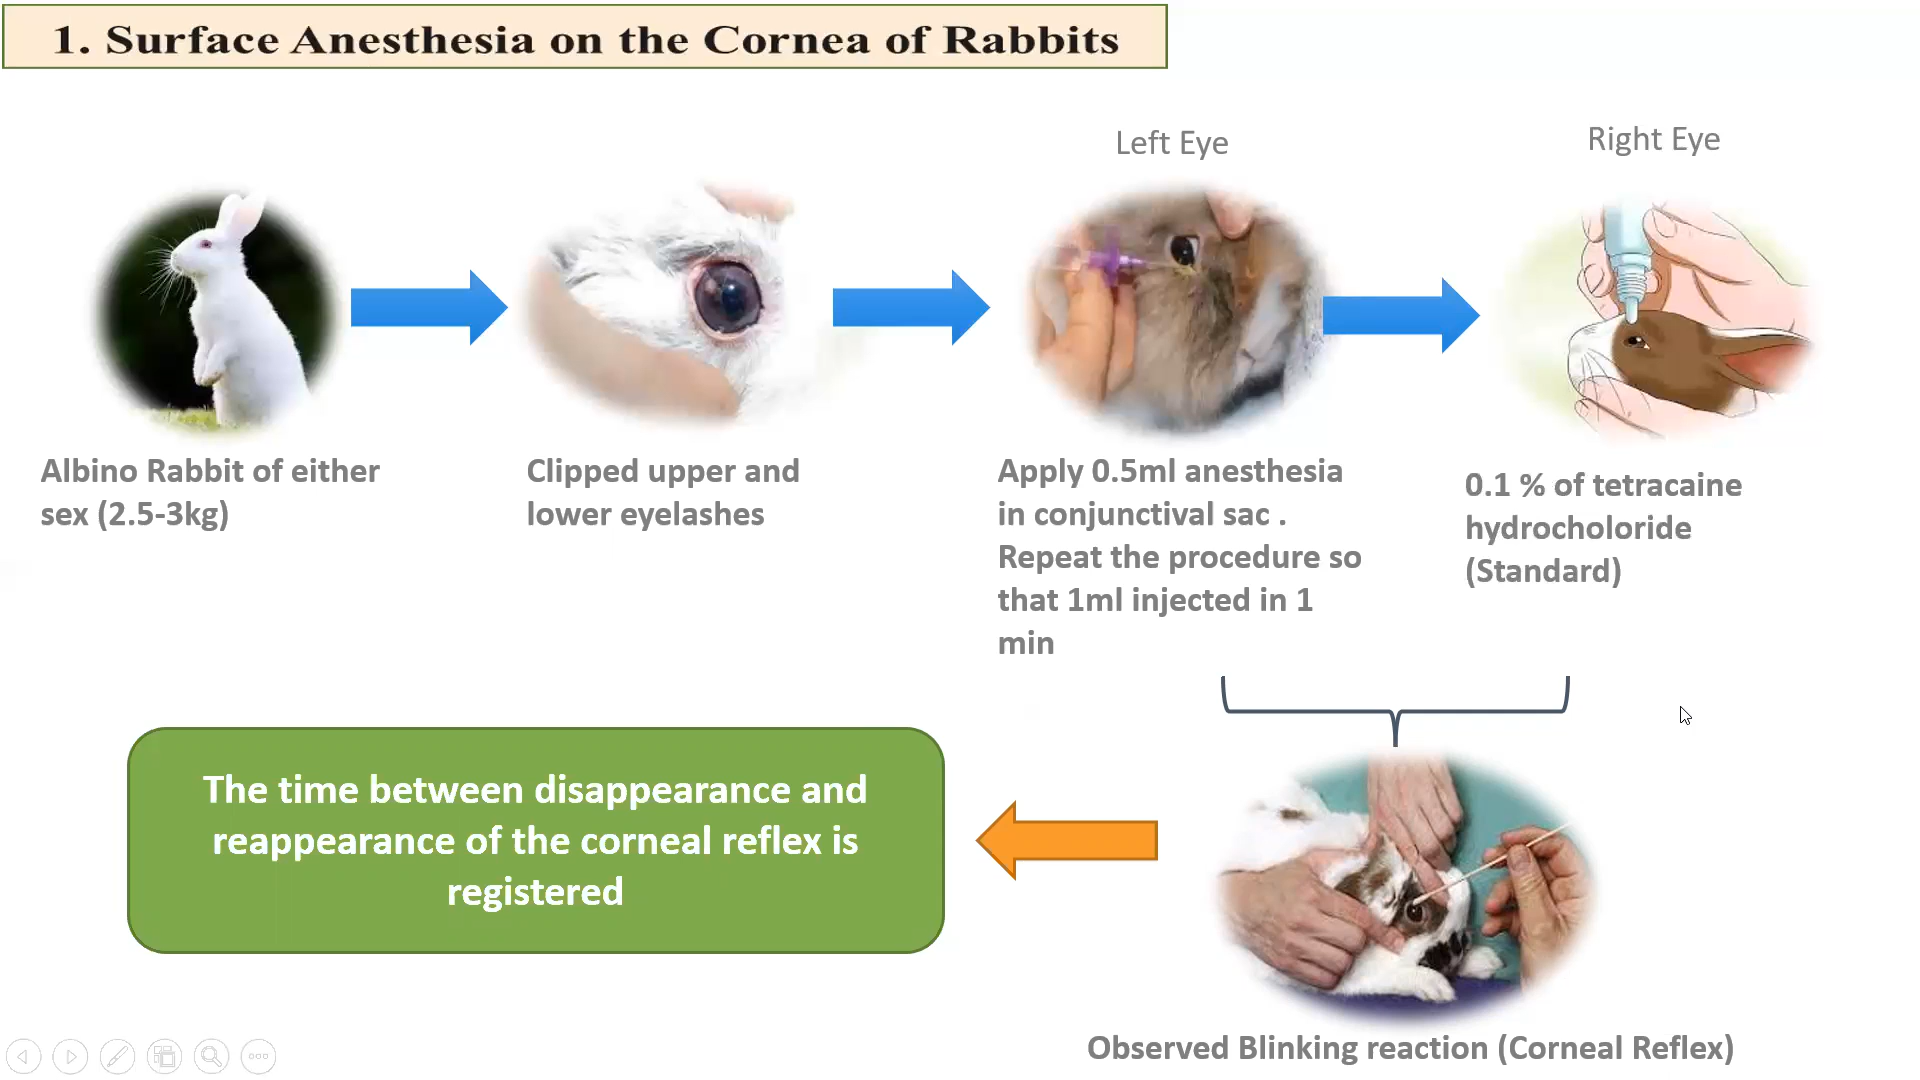 1. Surface Anesthesia on the Cornea of Rabbits
Left Eye
Right Eye
Albino Rabbit of either
sex (2.5-3kg)
Clipped upper and
lower eyelashes
Apply 0.5ml anesthesia
in conjunctival sac .
Repeat the procedure so
that 1ml injected in 1
min
0.1 % of tetracaine
hydrocholoride
(Standard)
The time between disappearance and
reappearance of the corneal reflex is
registered
Observed Blinking reaction (Corneal Reflex)